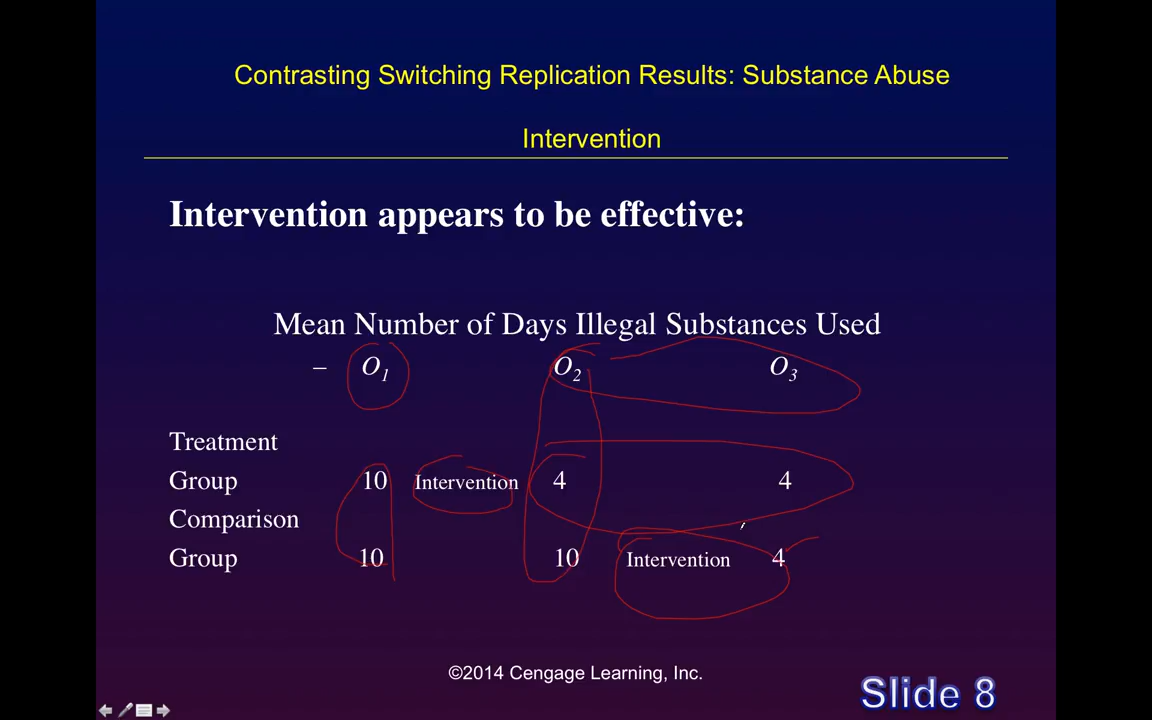 Contrasting Switching Replication Results: Substance Abuse
Intervention
Intervention appears to be effective:
Mean Number of Days Illegal Substances Used
– O1 O2 O3
Treatment
Group 10 Intervention 4 4
Comparison
Group 10 10 Intervention 4
©2014 Cengage Learning, Inc.
Slide 8